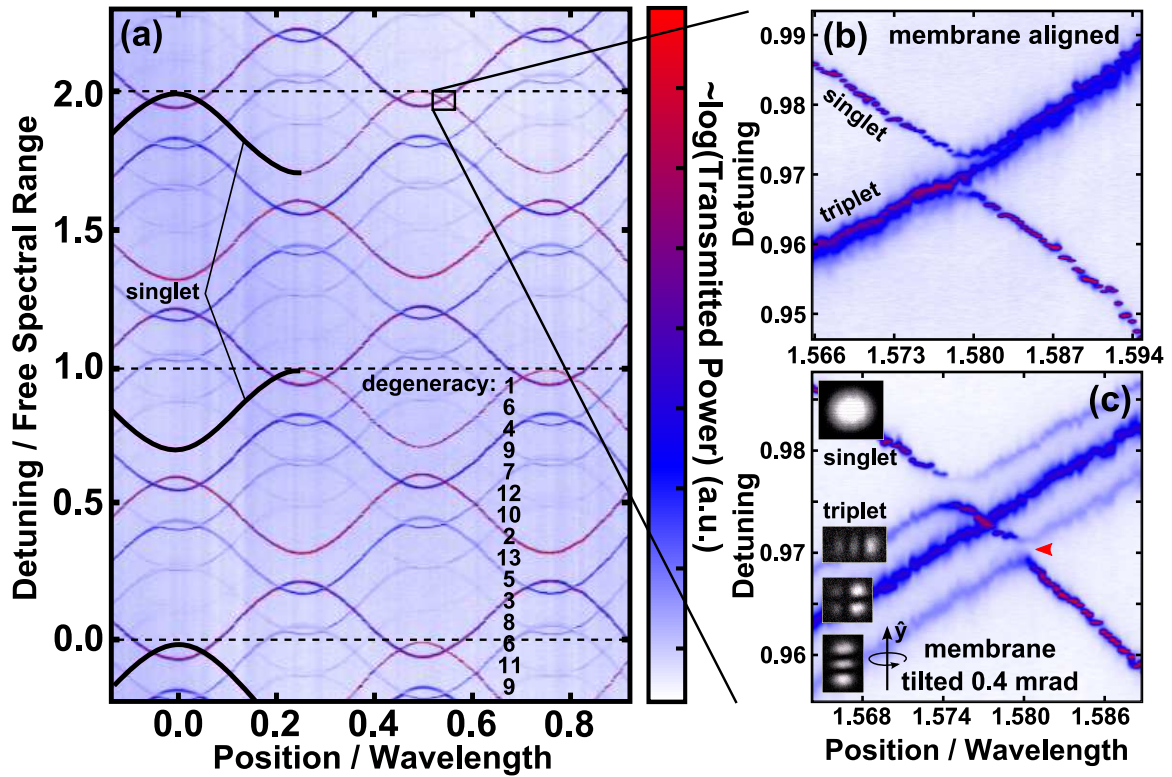 (a)
2.0
1.5
1.0
0.5
0.0
Detuning / Free Spectral Range
singlet
degeneracy: 1
6
4
9
7
12
10
2
13
5
3
8
6
11
9
0.0 0.2 0.4 0.6 0.8
Position / Wavelength
~log(Transmitted Power) (a.u.)
(b) membrane aligned
0.99
0.98
0.97
0.96
0.95
Detuning
singlet
triplet
1.566 1.573 1.580 1.587 1.594
(c)
0.98
0.97
0.96
Detuning
singlet
triplet
ŷ
membrane
tilted 0.4 mrad
1.568 1.574 1.580 1.586
Position / Wavelength